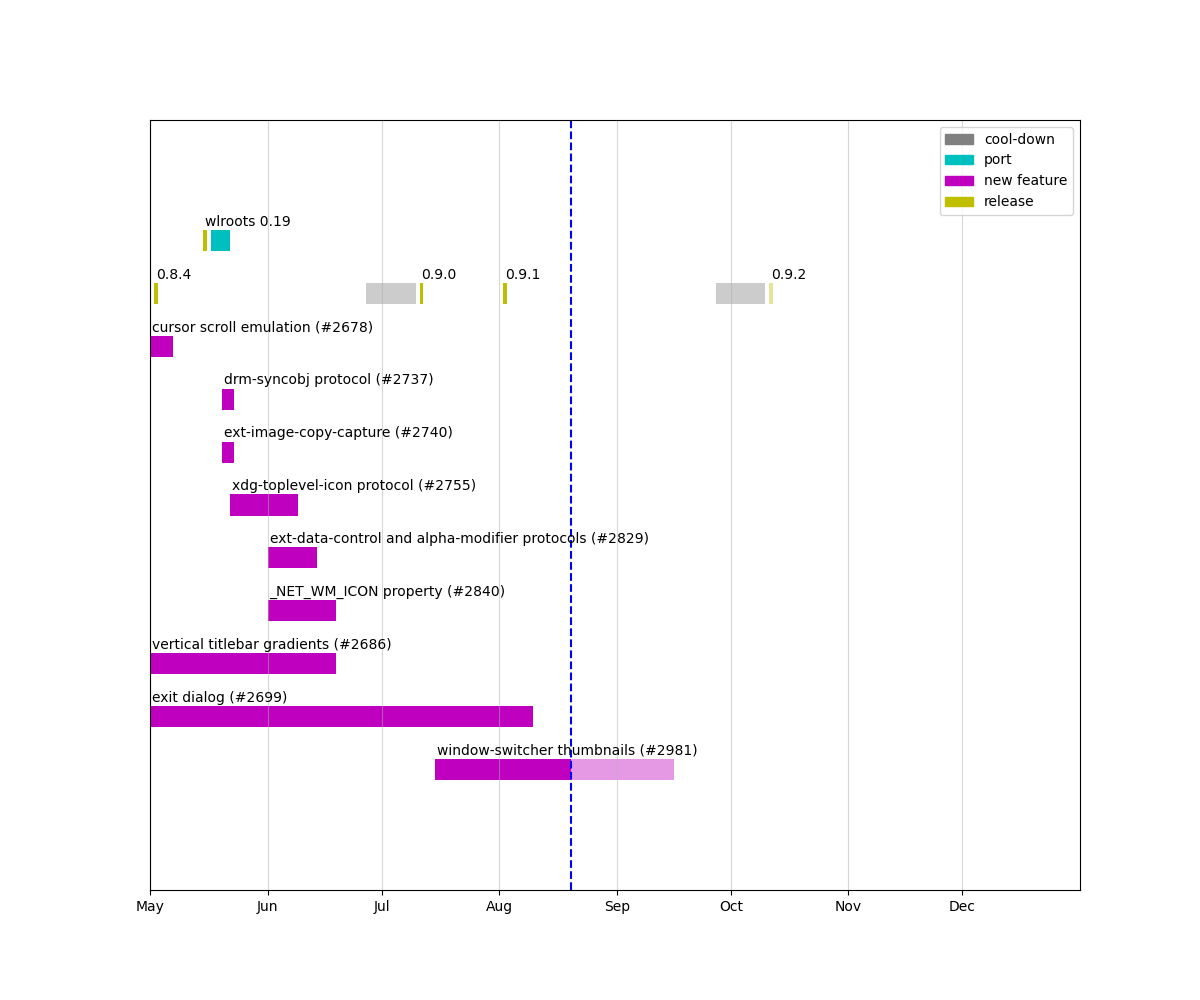 cool-down
port
new feature
release
wlroots 0.19
0.8.4
0.9.0
0.9.1
0.9.2
cursor scroll emulation (#2678)
drm-syncobj protocol (#2737)
ext-image-copy-capture (#2740)
xdg-toplevel-icon protocol (#2755)
ext-data-control and alpha-modifier protocols (#2829)
_NET_WM_ICON property (#2840)
vertical titlebar gradients (#2686)
exit dialog (#2699)
window-switcher thumbnails (#2981)
May Jun Jul Aug Sep Oct Nov Dec